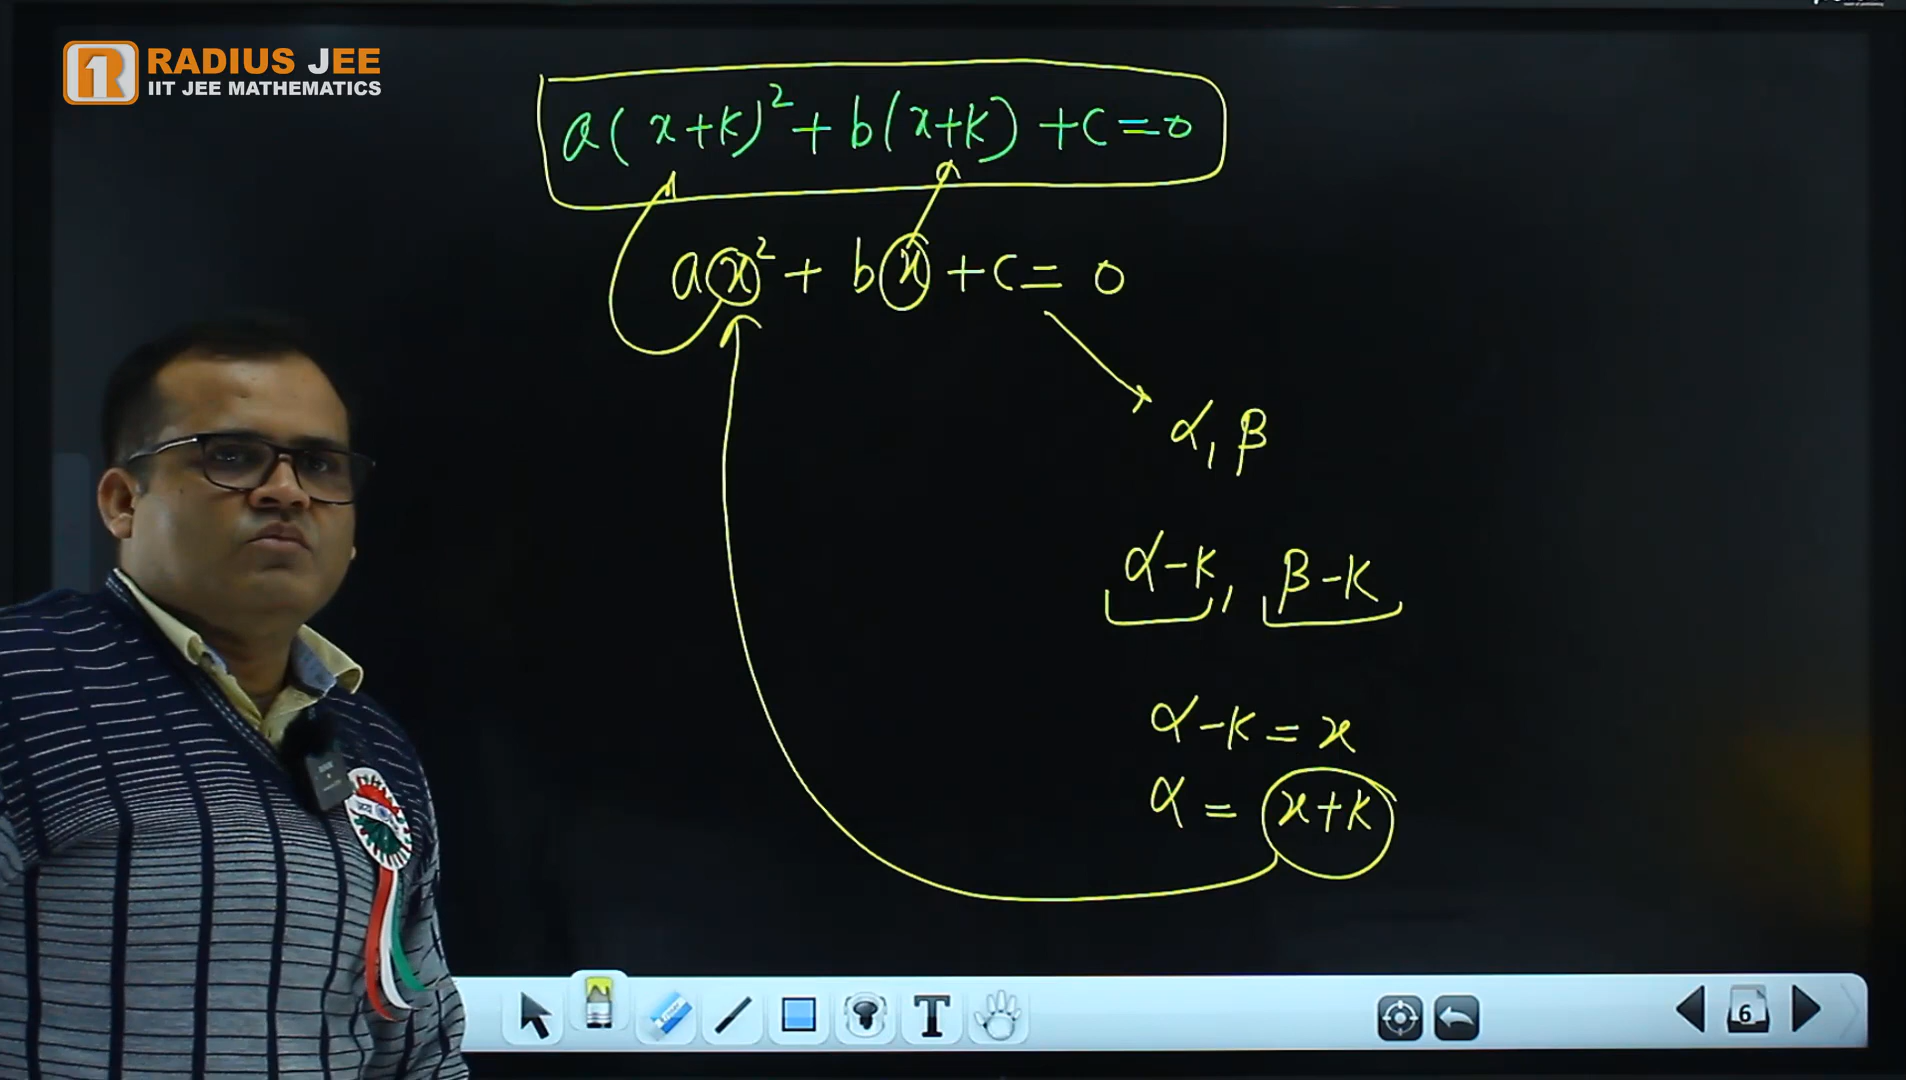 RADIUS JEE
IIT JEE MATHEMATICS
a(x+k)²+b(x+k)+c=0
ax²+bx+c=0
α, β
α-k, β-k
α-k=x
α=x+k
T
6